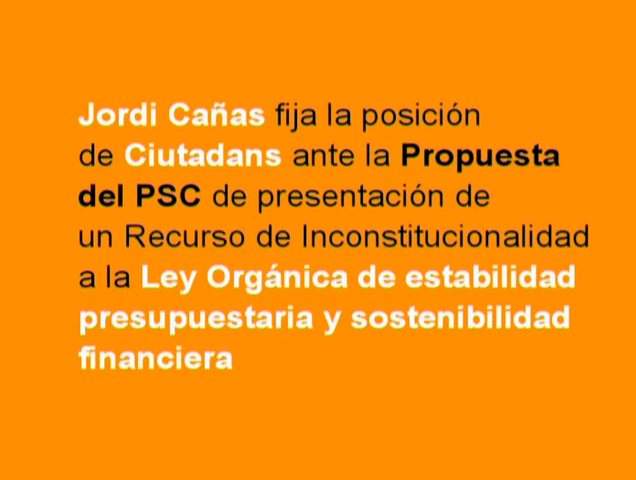 Jordi Cañas fija la posición
de Ciutadans ante la Propuesta
del PSC de presentación de
un Recurso de Inconstitucionalidad
a la Ley Orgánica de estabilidad
presupuestaria y sostenibilidad
financiera